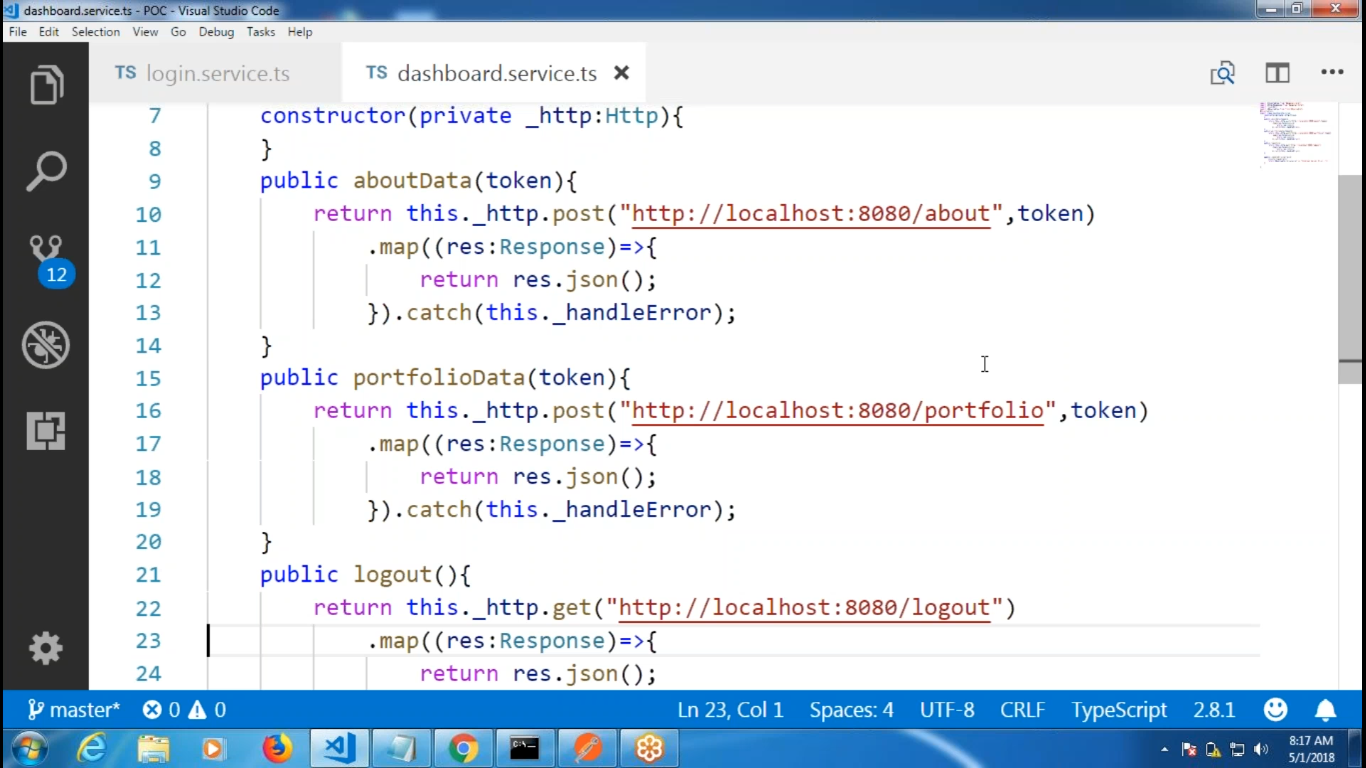 dashboard.service.ts - POC - Visual Studio Code
File Edit Selection View Go Debug Tasks Help
TS login.service.ts TS dashboard.service.ts
7 constructor(private _http:Http){
8 }
9 public aboutData(token){
10 return this._http.post("http://localhost:8080/about",token)
11 .map((res:Response)=>{
12 return res.json();
13 }).catch(this._handleError);
14 }
15 public portfolioData(token){
16 return this._http.post("http://localhost:8080/portfolio",token)
17 .map((res:Response)=>{
18 return res.json();
19 }).catch(this._handleError);
20 }
21 public logout(){
22 return this._http.get("http://localhost:8080/logout")
23 .map((res:Response)=>{
24 return res.json();
12
master* 0 0 Ln 23, Col 1 Spaces: 4 UTF-8 CRLF TypeScript 2.8.1
8:17 AM
5/1/2018